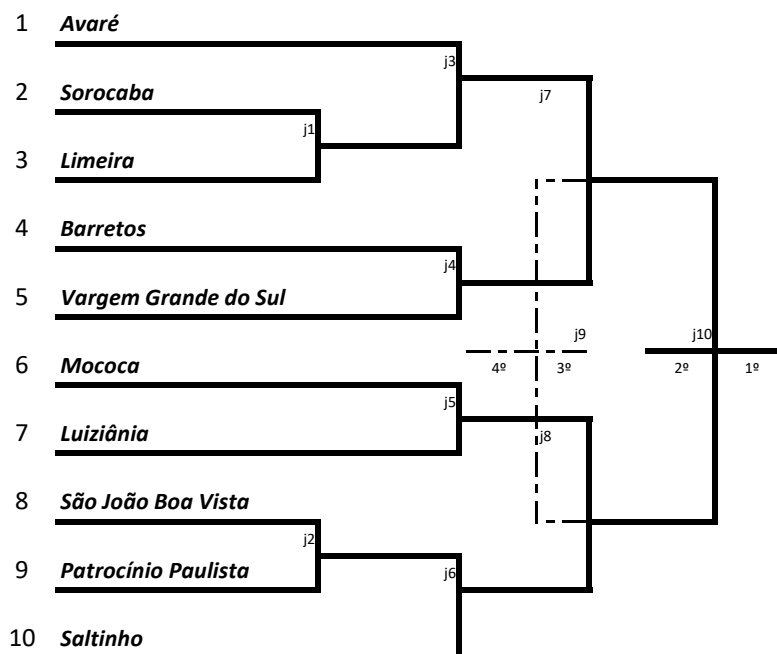 1 Avaré
j3
2 Sorocaba
j7
j1
3 Limeira
4 Barretos
j4
5 Vargem Grande do Sul
j9
j10
6 Mococa
4º 3º 2º 1º
j5
7 Luiziânia
j8
8 São João Boa Vista
j2
9 Patrocínio Paulista
j6
10 Saltinho